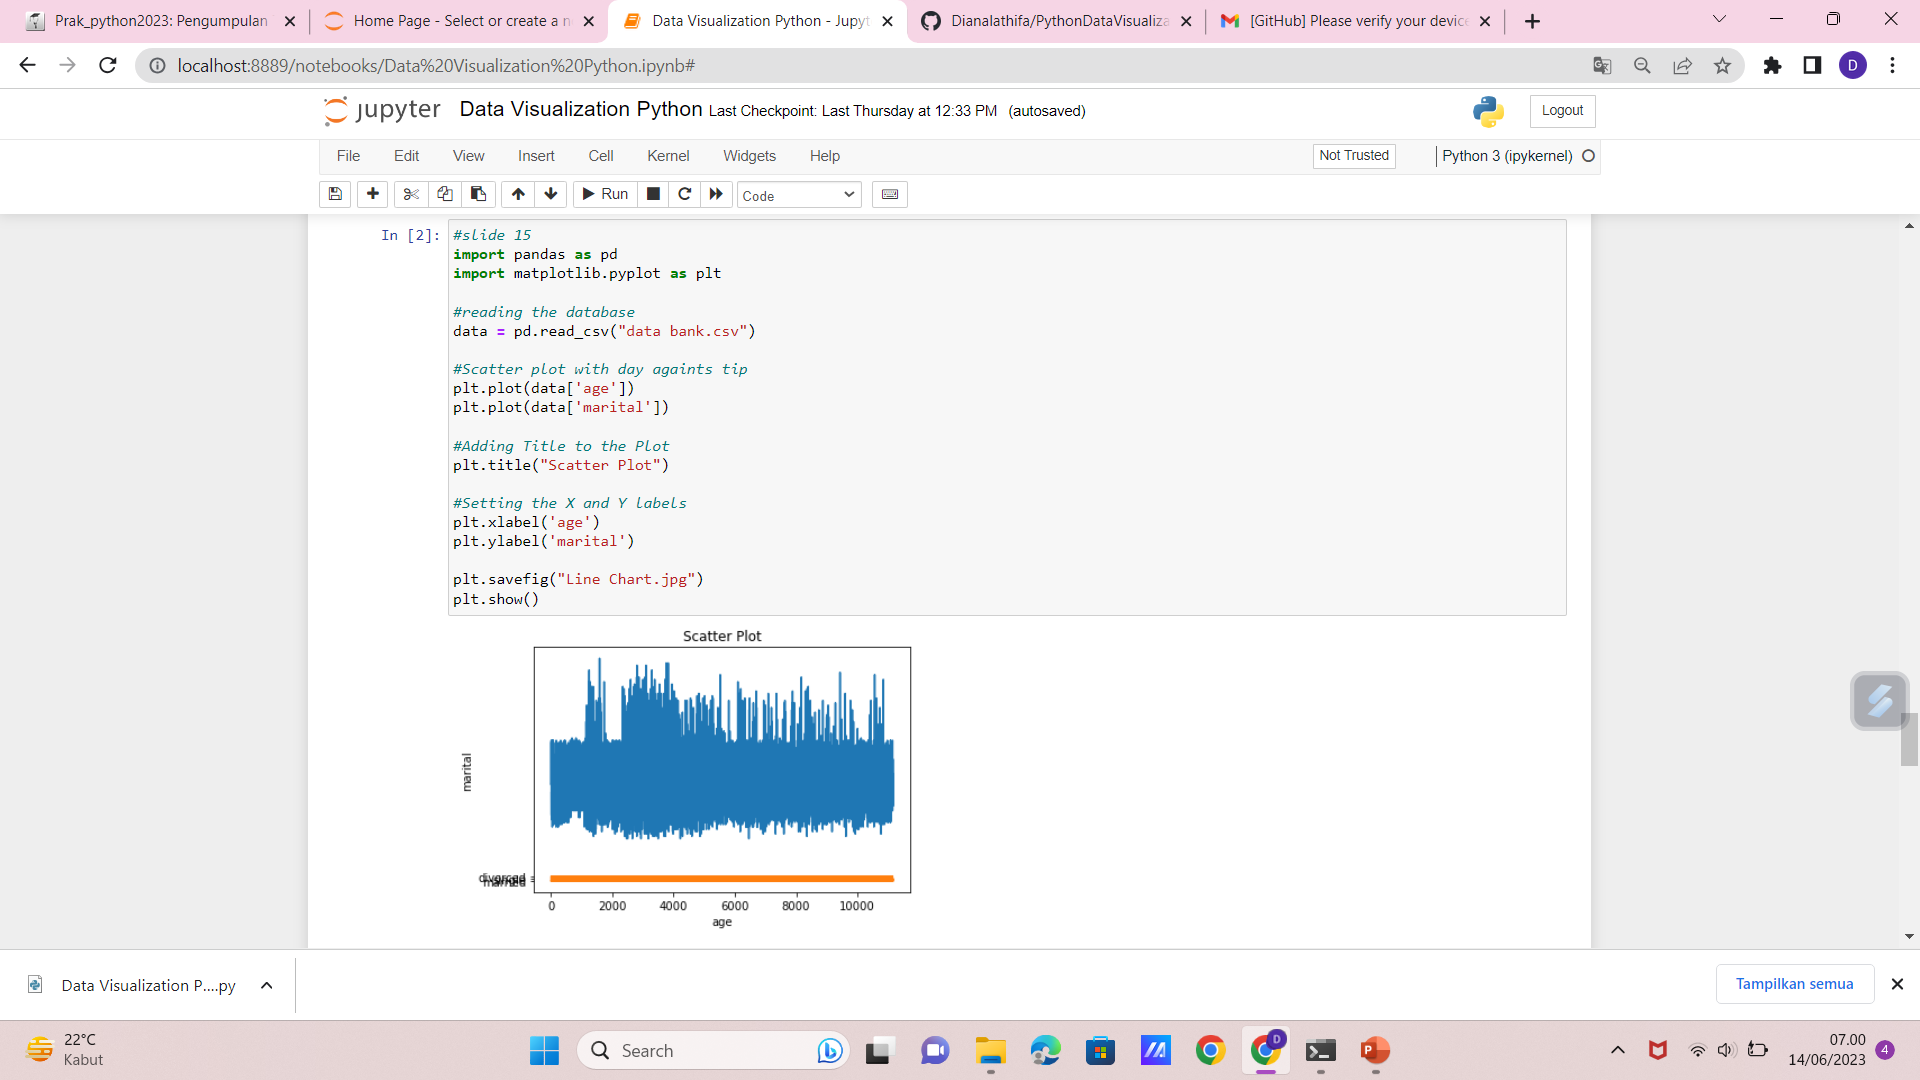 Prak_python2023: Pengumpulan
Home Page - Select or create a n
Data Visualization Python - Jupyt
Dianalathifa/PythonDataVisualiza
[GitHub] Please verify your device
localhost:8889/notebooks/Data%20Visualization%20Python.ipynb#
D
jupyter Data Visualization Python Last Checkpoint: Last Thursday at 12:33 PM (autosaved)
Logout
File Edit View Insert Cell Kernel Widgets Help
Not Trusted
Python 3 (ipykernel)
Run
Code
In [2]:
#slide 15
import pandas as pd
import matplotlib.pyplot as plt
#reading the database
data = pd.read_csv("data bank.csv")
#Scatter plot with day againts tip
plt.plot(data['age'])
plt.plot(data['marital'])
#Adding Title to the Plot
plt.title("Scatter Plot")
#Setting the X and Y labels
plt.xlabel('age')
plt.ylabel('marital')
plt.savefig("Line Chart.jpg")
plt.show()
Scatter Plot
marital
divorced
married
0 2000 4000 6000 8000 10000
age
Data Visualization P....py
Tampilkan semua
22°C
Kabut
Search
D
07.00
14/06/2023
4